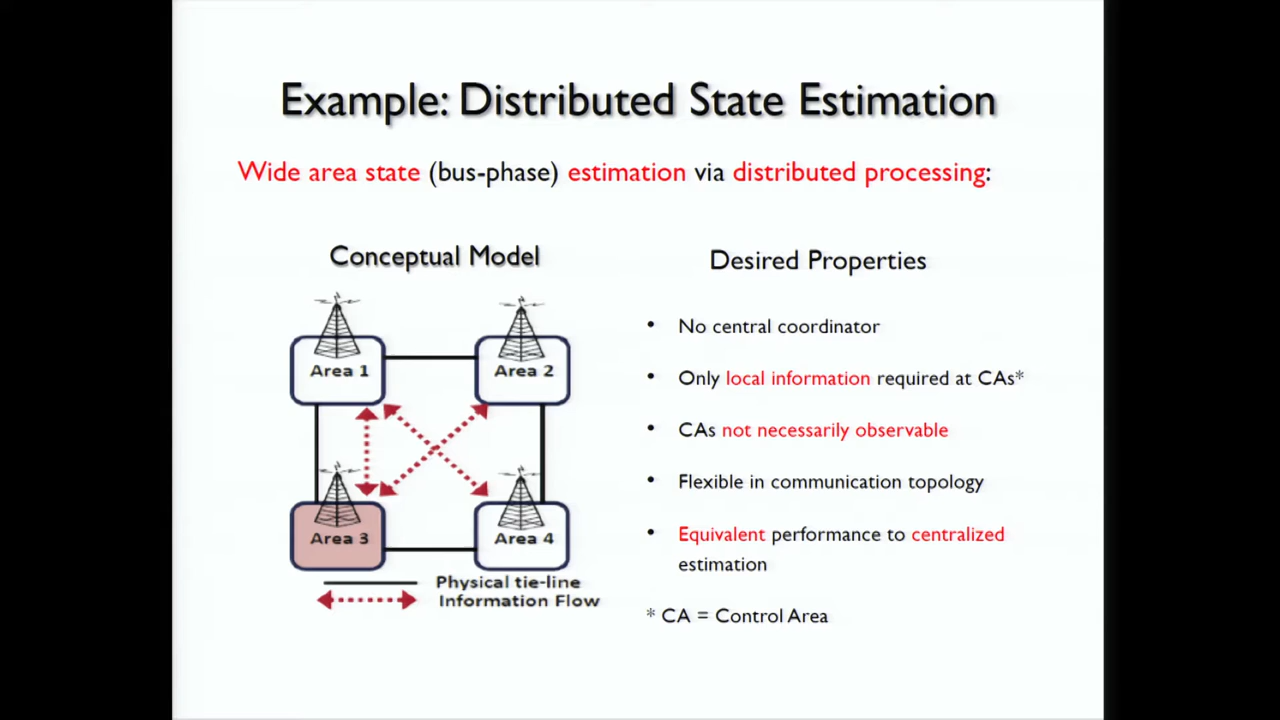 Example: Distributed State Estimation
Wide area state (bus-phase) estimation via distributed processing:
Conceptual Model
Area 1
Area 2
Area 3
Area 4
Physical tie-line
Information Flow
Desired Properties
• No central coordinator
• Only local information required at CAs*
• CAs not necessarily observable
• Flexible in communication topology
• Equivalent performance to centralized
estimation
* CA = Control Area